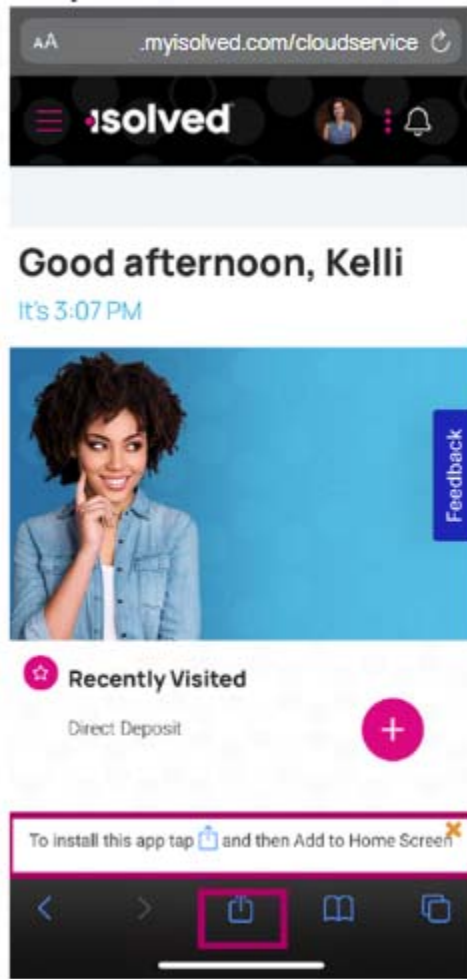 AA .myisolved.com/cloudservice
isolved
Good afternoon, Kelli
It's 3:07 PM
Feedback
Recently Visited
Direct Deposit
To install this app tap and then Add to Home Screen